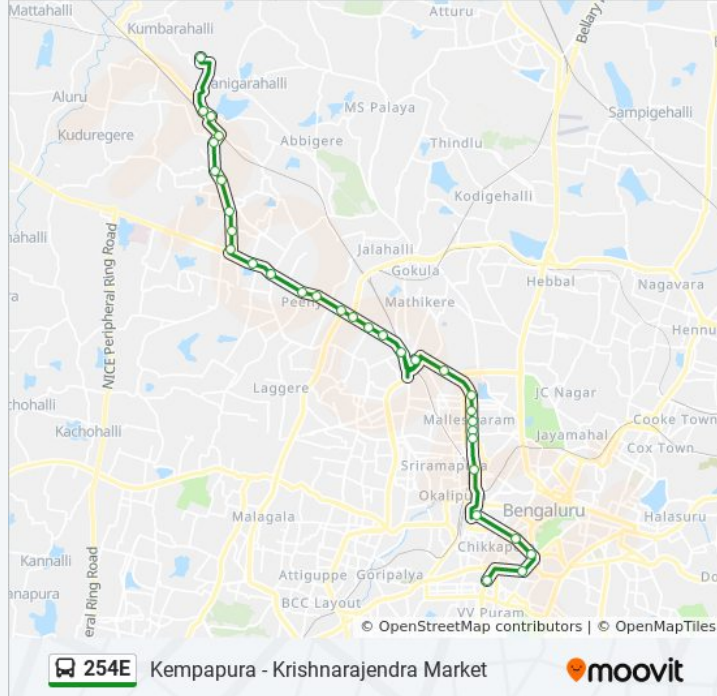 Mattahalli
Atturu
Bellary
Kumbarahalli
anigarahalli
Aluru
MS Palaya
Sampigehalli
Kuduregere
Abbigere
Thindlu
Kodigehalli
ahalli
NICE Peripheral Ring Road
Jalahalli
Gokula
Hebbal
Nagavara
a
Peeny
Mathikere
Hennu
Laggere
JC Nagar
chohalli
Malleswaram
Cooke Town
Kachohalli
Jayamahal
Cox Town
Sriramapura
Okalipu
Malagala
Bengaluru
Halasuru
Chikkape
Kannalli
Attiguppe
Goripalya
Do
anapura
eral Ring Road
BCC Layout
VV Puram
© OpenStreetMap contributors | © OpenMapTiles
254E
Kempapura - Krishnarajendra Market
moovit